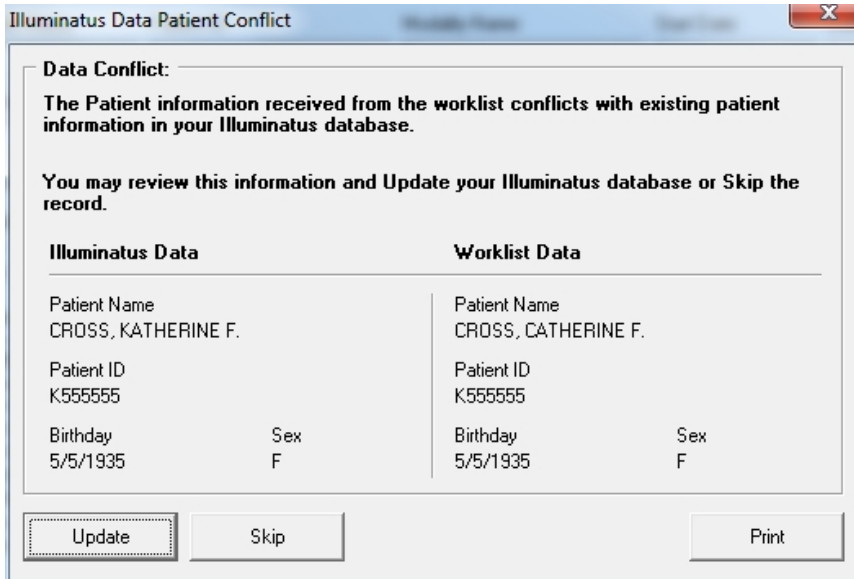 Illuminatus Data Patient Conflict
Data Conflict:
The Patient information received from the worklist conflicts with existing patient
information in your Illuminatus database.
You may review this information and Update your Illuminatus database or Skip the
record.
Illuminatus Data Worklist Data
Patient Name Patient Name
CROSS, KATHERINE F. CROSS, CATHERINE F.
Patient ID Patient ID
K555555 K555555
Birthday Sex Birthday Sex
5/5/1935 F 5/5/1935 F
Update Skip Print